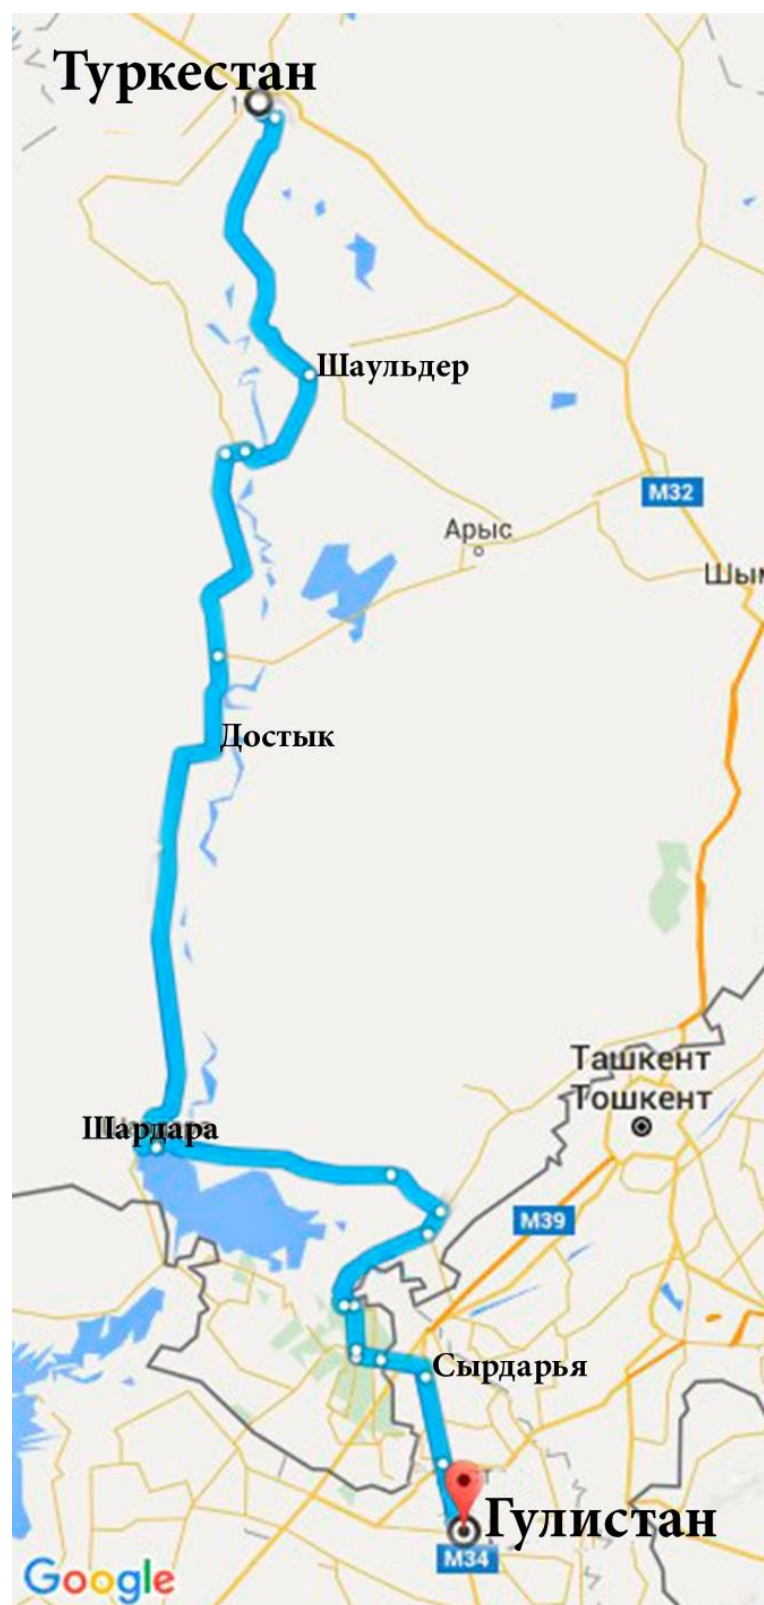 Туркестан
Шаульдер
M32
Арыс
Шым
Достык
Ташкент
Тошкент
Шардара
M39
Сырдарья
Гулистан
M34
Google